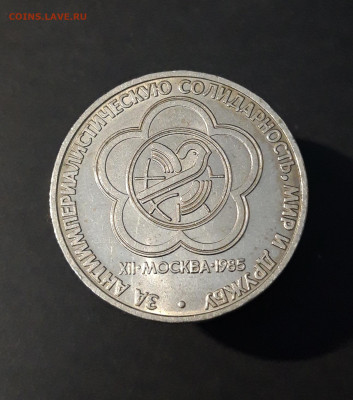 COINS.LAVE.RU
ЗА АНТИИМПЕРИАЛИСТИЧЕСКУЮ СОЛИДАРНОСТЬ, МИР И ДРУЖБУ
XII·МОСКВА·1985